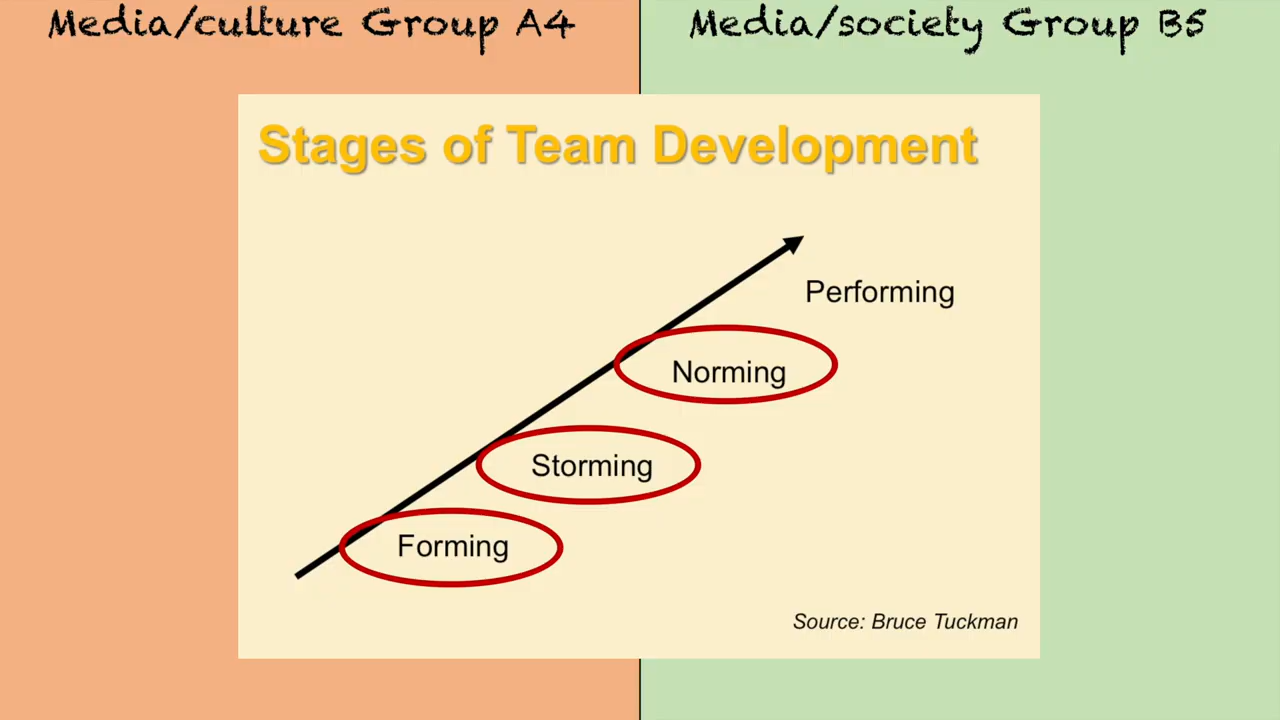 Media/culture Group A4
Media/society Group B5
Stages of Team Development
Performing
Norming
Storming
Forming
Source: Bruce Tuckman